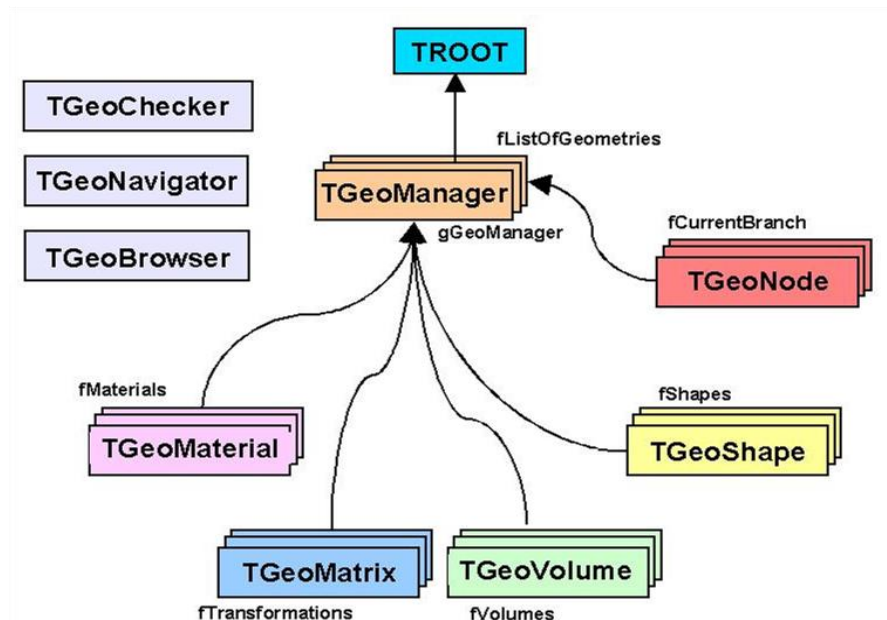 TROOT
TGeoChecker
fListOfGeometries
TGeoNavigator
TGeoManager
gGeoManager
fCurrentBranch
TGeoBrowser
TGeoNode
fMaterials
fShapes
TGeoMaterial
TGeoShape
TGeoMatrix
TGeoVolume
fTransformations
fVolumes